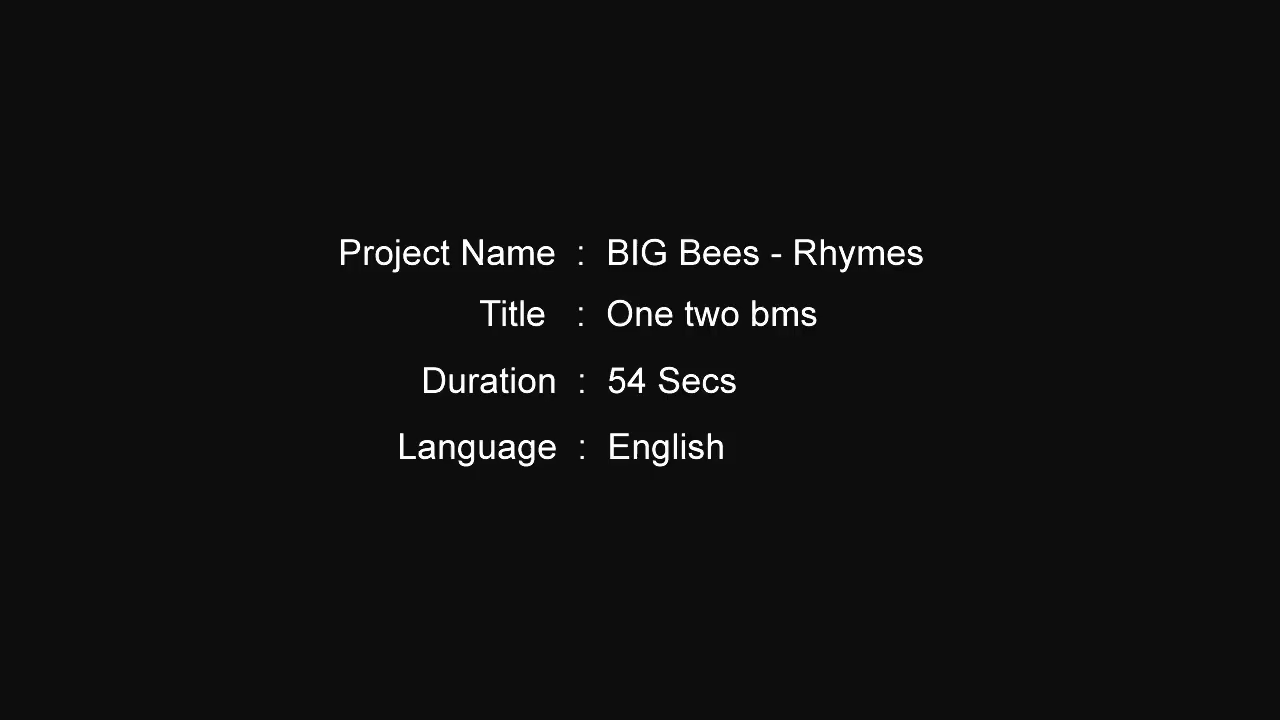 Project Name : BIG Bees - Rhymes
Title : One two bms
Duration : 54 Secs
Language : English